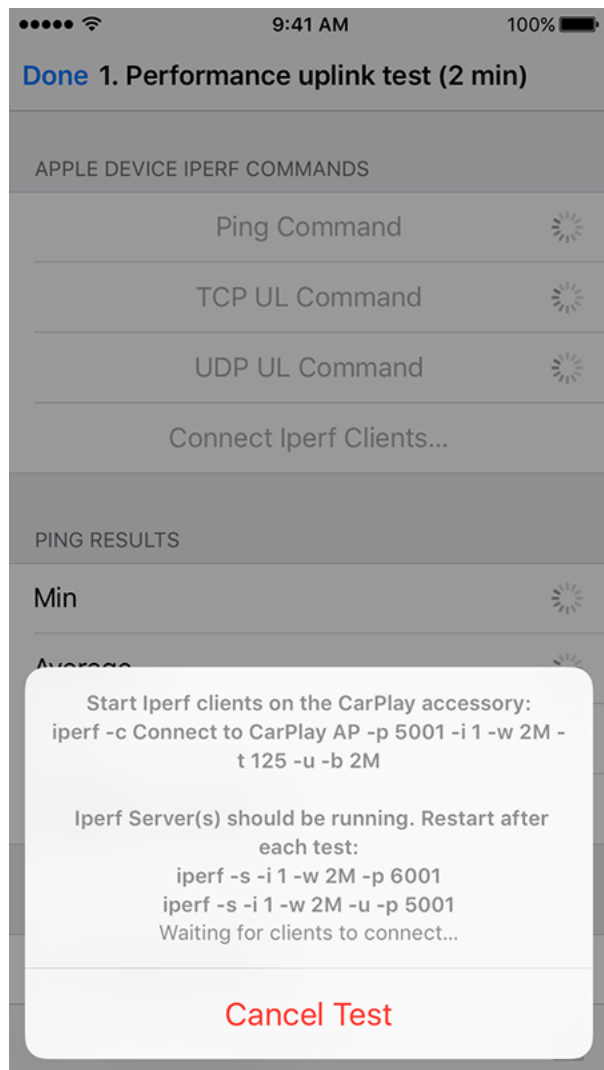 9:41 AM 100%
Done 1. Performance uplink test (2 min)
APPLE DEVICE IPERF COMMANDS
Ping Command
TCP UL Command
UDP UL Command
Connect Iperf Clients...
PING RESULTS
Min
Average
Start Iperf clients on the CarPlay accessory:
iperf -c Connect to CarPlay AP -p 5001 -i 1 -w 2M -
t 125 -u -b 2M
Iperf Server(s) should be running. Restart after
each test:
iperf -s -i 1 -w 2M -p 6001
iperf -s -i 1 -w 2M -u -p 5001
Waiting for clients to connect...
Cancel Test